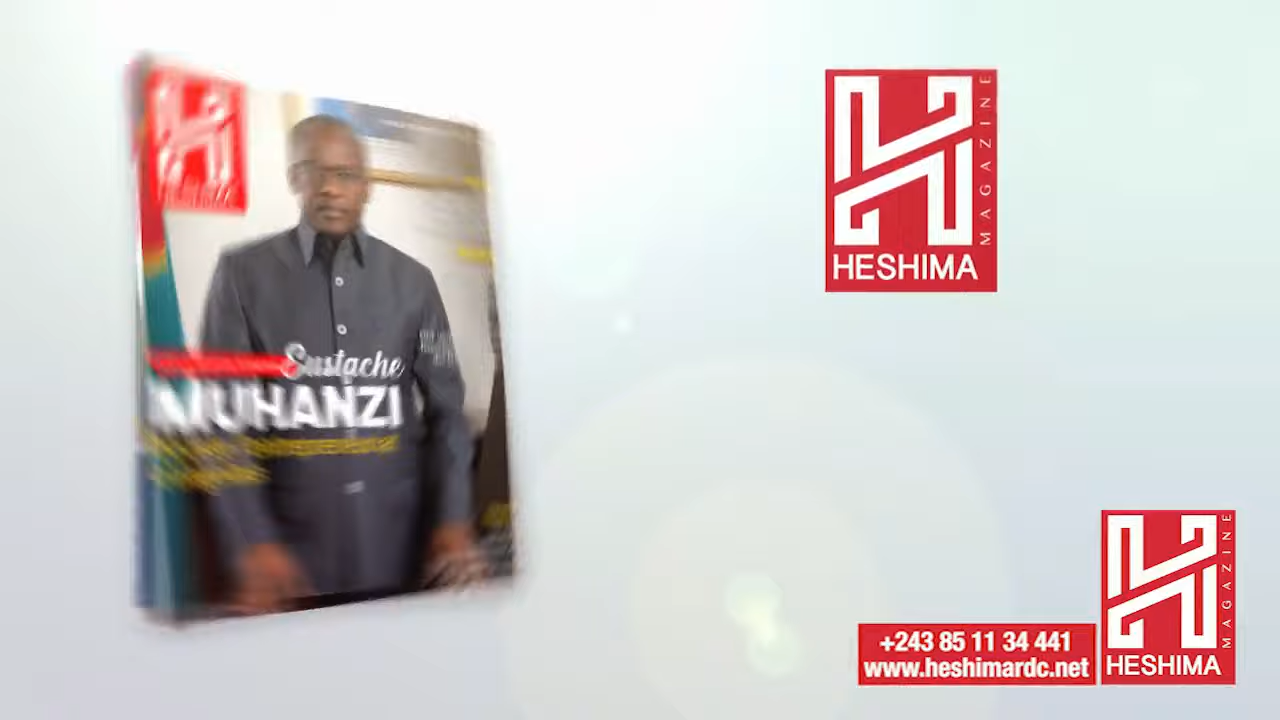 Eustache
MUHANZI
MAGAZINE
HESHIMA
+243 85 11 34 441
www.heshimardc.net
MAGAZINE
HESHIMA